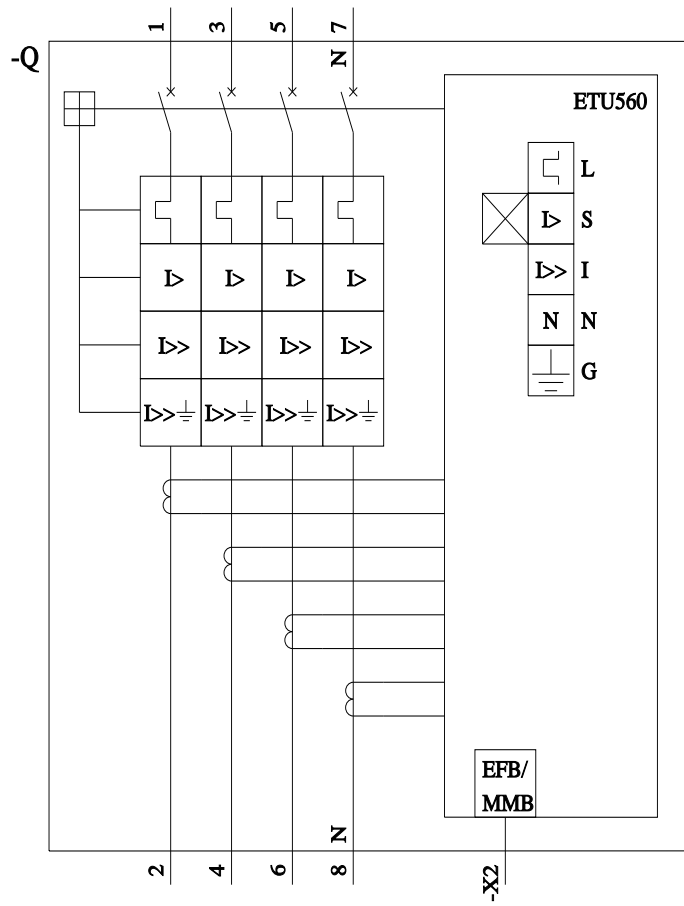 1 3 5 7
N
-Q
ETU560
L
I> S
I>> I
N N
G
I> I> I> I>
I>> I>> I>> I>>
I>> I>> I>> I>>
EFB/
MMB
N
2 4 6 8
-X2